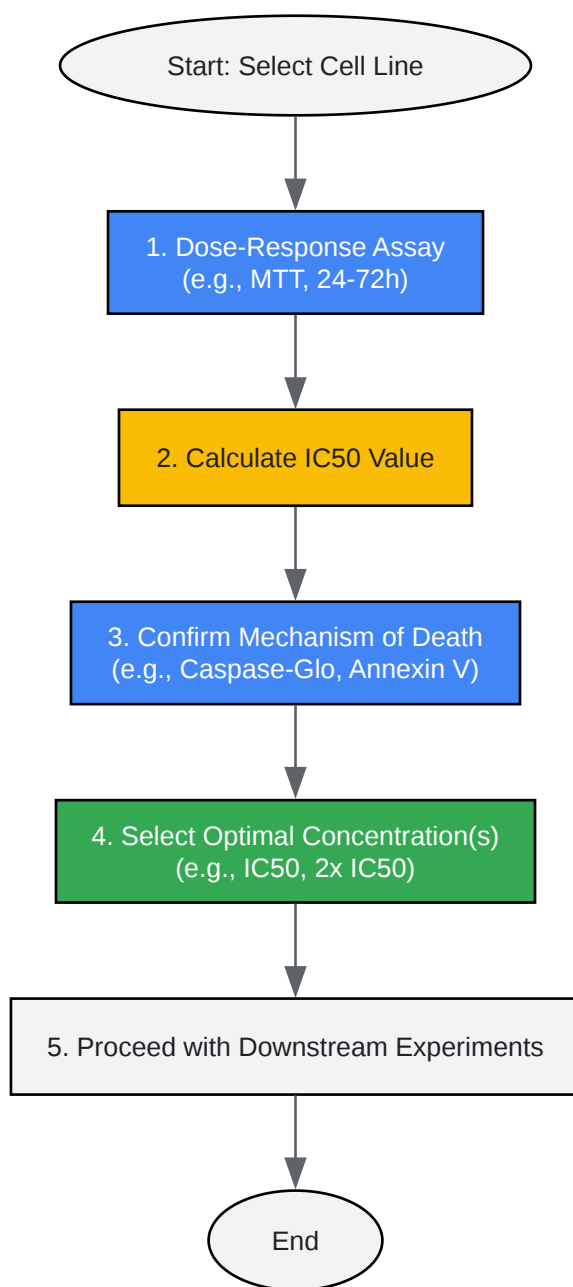 Start: Select Cell Line
1. Dose-Response Assay
(e.g., MTT, 24-72h)
2. Calculate IC50 Value
3. Confirm Mechanism of Death
(e.g., Caspase-Glo, Annexin V)
4. Select Optimal Concentration(s)
(e.g., IC50, 2x IC50)
5. Proceed with Downstream Experiments
End